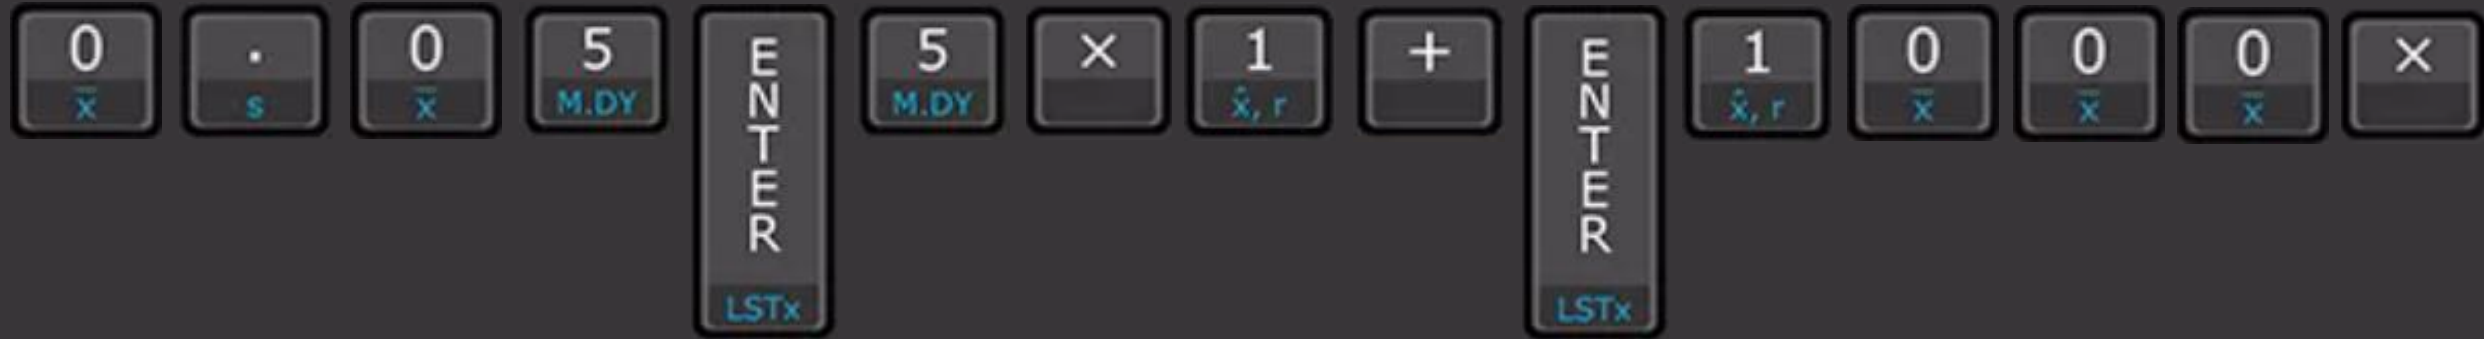 0 · 0 5 ENTER 5 × 1 + ENTER 1 0 0 0 ×
x̄ s x̄ M.DY LSTx M.DY x̂, r LSTx x̂, r x̄ x̄ x̄